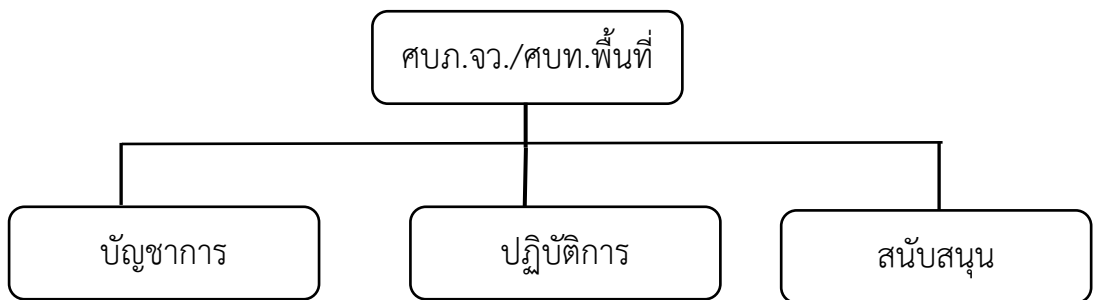 ศบภ.จว./ศบท.พื้นที่
บัญชาการ
ปฏิบัติการ
สนับสนุน